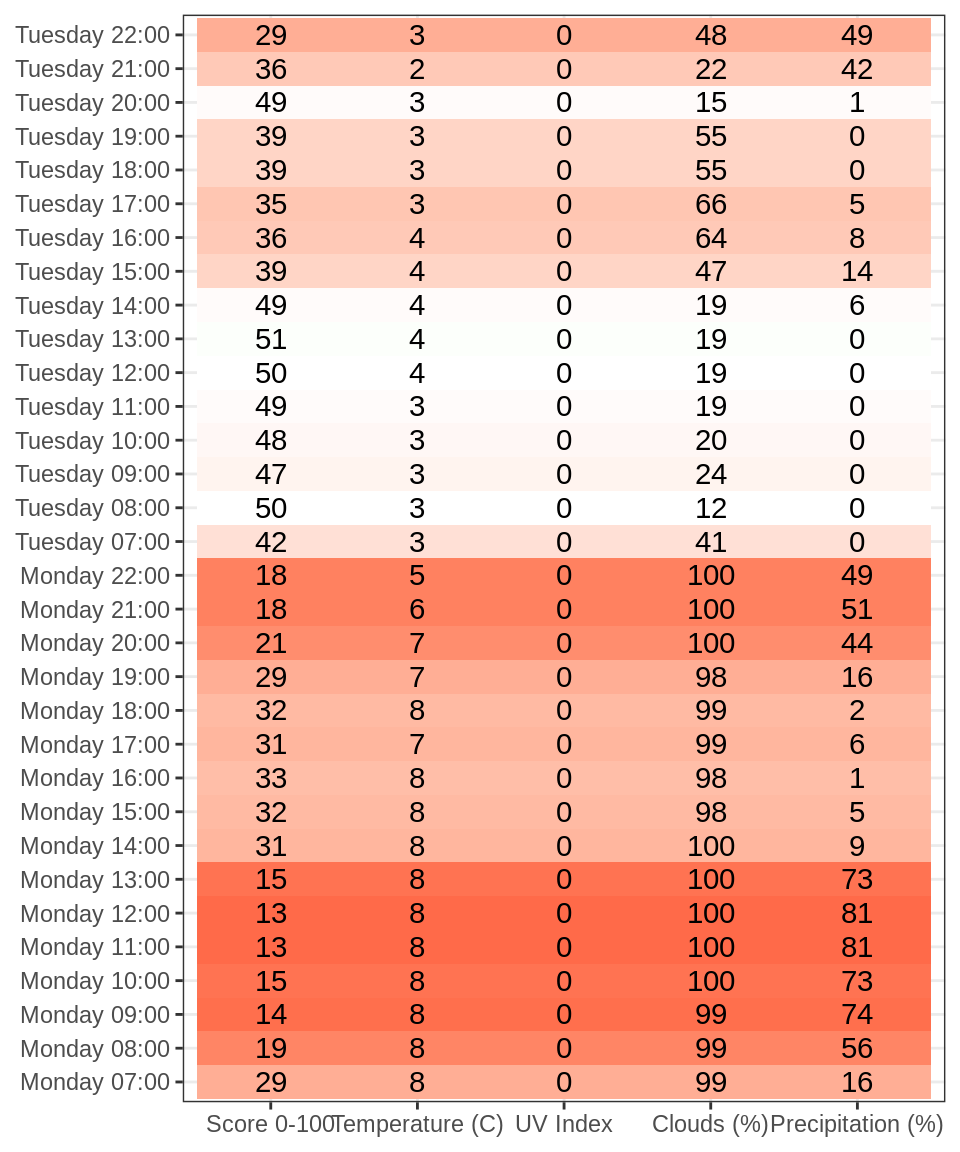 Tuesday 22:00 29 3 0 48 49
Tuesday 21:00 36 2 0 22 42
Tuesday 20:00 49 3 0 15 1
Tuesday 19:00 39 3 0 55 0
Tuesday 18:00 39 3 0 55 0
Tuesday 17:00 35 3 0 66 5
Tuesday 16:00 36 4 0 64 8
Tuesday 15:00 39 4 0 47 14
Tuesday 14:00 49 4 0 19 6
Tuesday 13:00 51 4 0 19 0
Tuesday 12:00 50 4 0 19 0
Tuesday 11:00 49 3 0 19 0
Tuesday 10:00 48 3 0 20 0
Tuesday 09:00 47 3 0 24 0
Tuesday 08:00 50 3 0 12 0
Tuesday 07:00 42 3 0 41 0
Monday 22:00 18 5 0 100 49
Monday 21:00 18 6 0 100 51
Monday 20:00 21 7 0 100 44
Monday 19:00 29 7 0 98 16
Monday 18:00 32 8 0 99 2
Monday 17:00 31 7 0 99 6
Monday 16:00 33 8 0 98 1
Monday 15:00 32 8 0 98 5
Monday 14:00 31 8 0 100 9
Monday 13:00 15 8 0 100 73
Monday 12:00 13 8 0 100 81
Monday 11:00 13 8 0 100 81
Monday 10:00 15 8 0 100 73
Monday 09:00 14 8 0 99 74
Monday 08:00 19 8 0 99 56
Monday 07:00 29 8 0 99 16
Score 0-100 Temperature (C) UV Index Clouds (%) Precipitation (%)